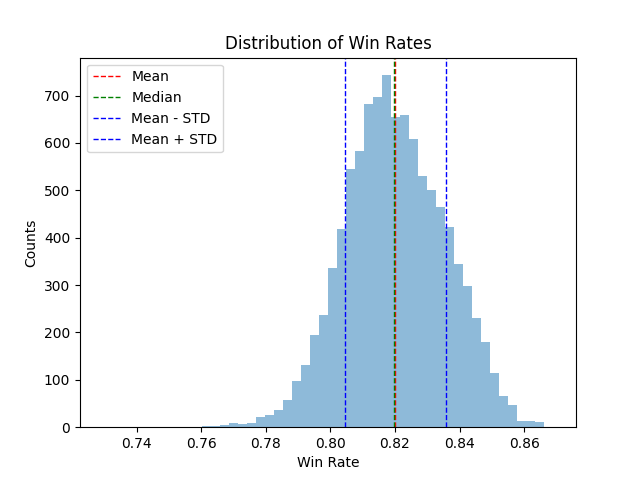 Distribution of Win Rates
Mean
Median
Mean - STD
Mean + STD
700
600
500
400
300
200
100
0
Counts
0.74 0.76 0.78 0.80 0.82 0.84 0.86
Win Rate